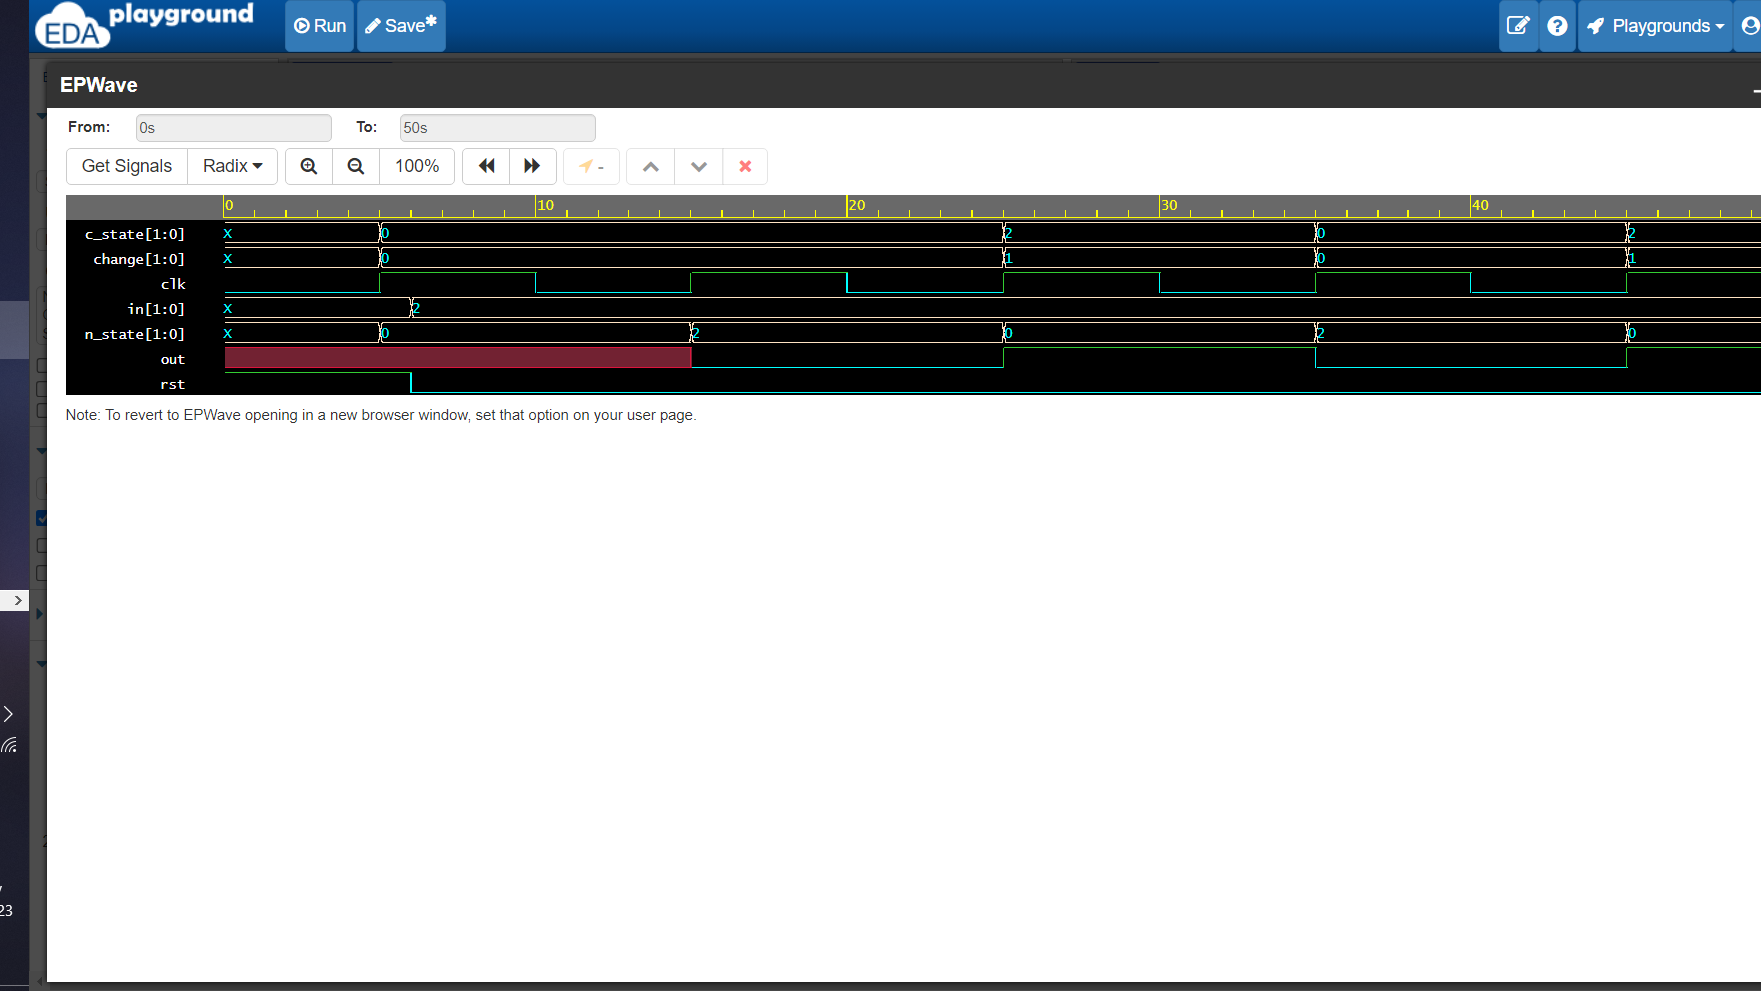 EDA playground
Run
Save*
Playgrounds
EPWave
From: 0s To: 50s
Get Signals Radix 100% -
0 10 20 30 40
c_state[1:0] x 0 2 0 2
change[1:0] x 0 1 0 1
clk
in[1:0] x 2
n_state[1:0] x 0 2 0 2 0
out
rst
Note: To revert to EPWave opening in a new browser window, set that option on your user page.
23